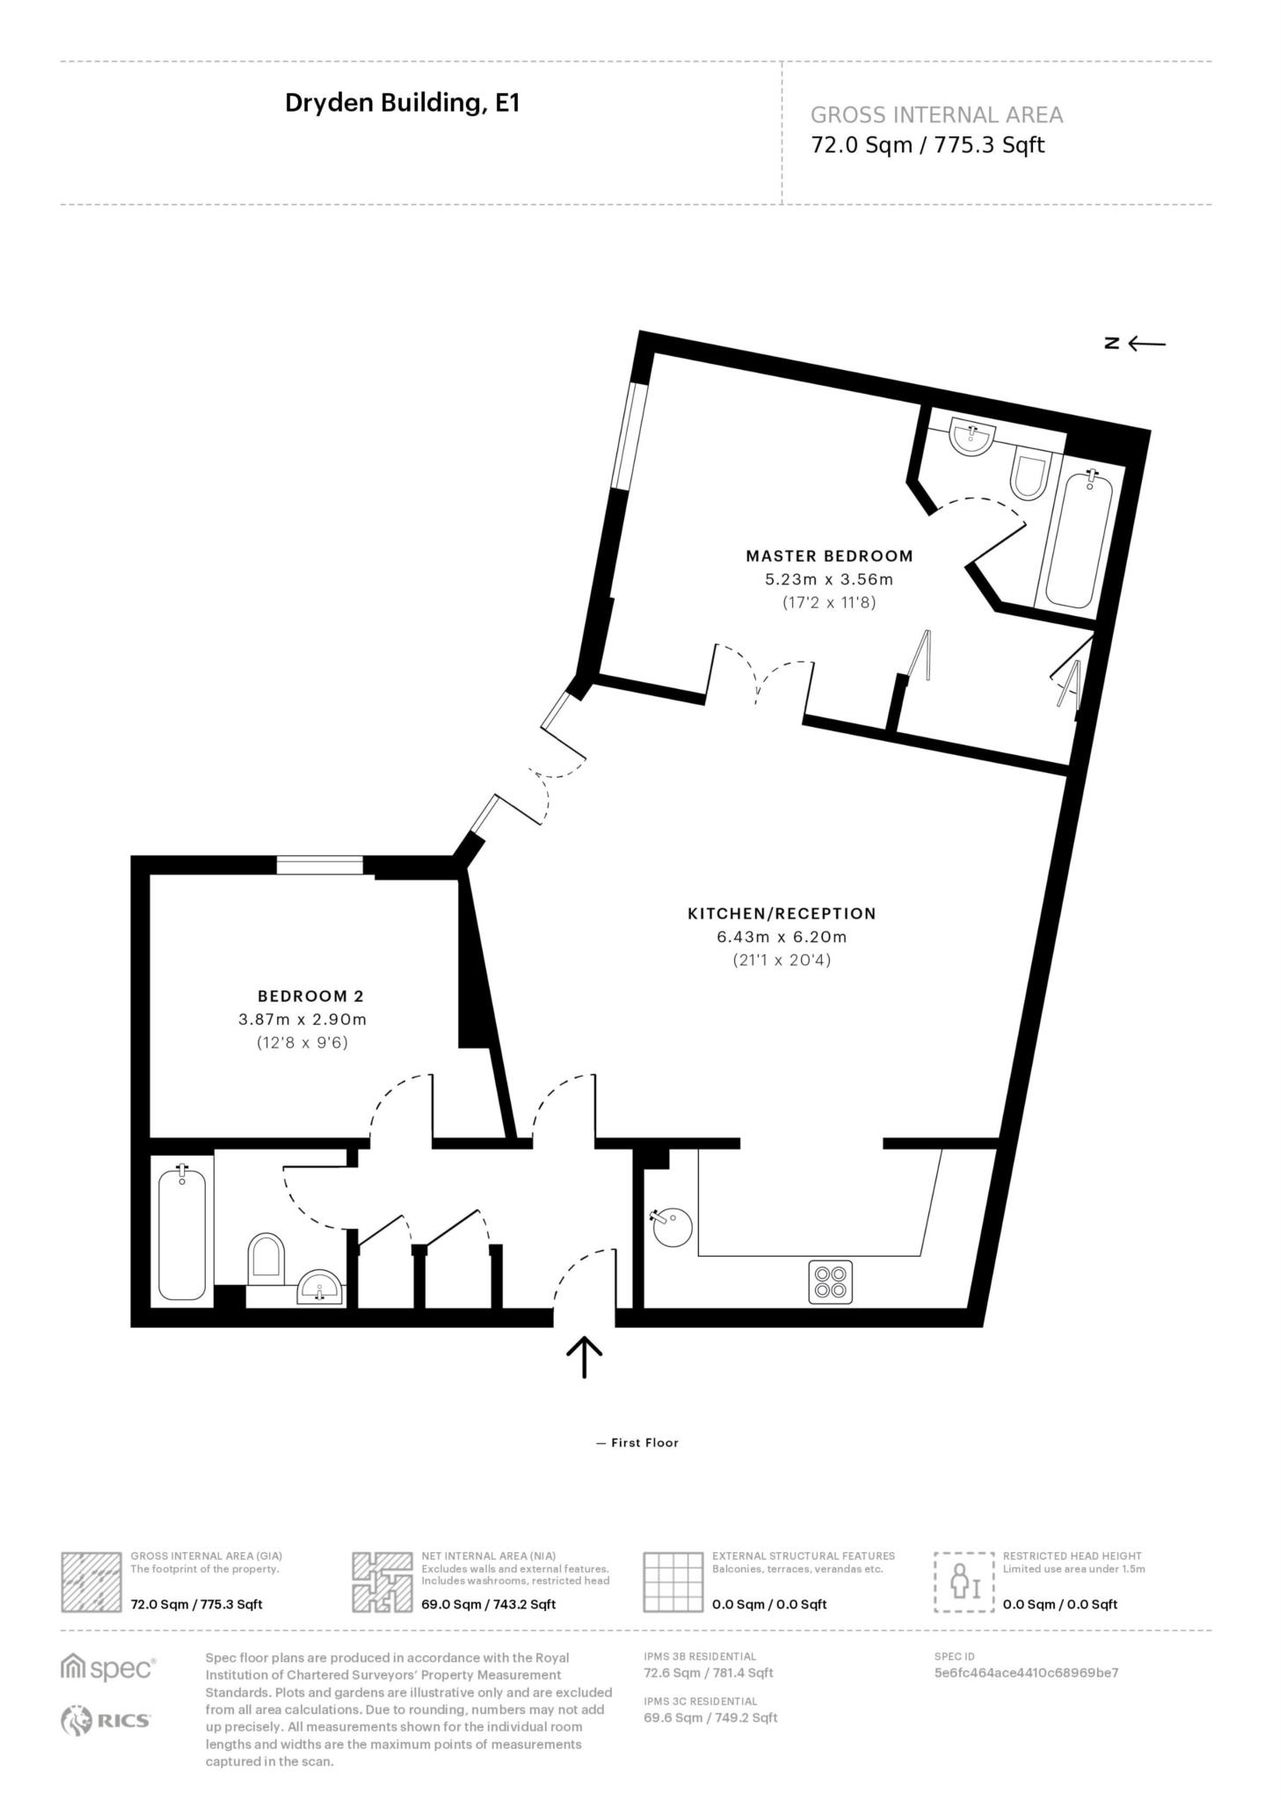 Dryden Building, E1
GROSS INTERNAL AREA
72.0 Sqm / 775.3 Sqft
N
MASTER BEDROOM
5.23m x 3.56m
(17'2 x 11'8)
KITCHEN/RECEPTION
6.43m x 6.20m
(21'1 x 20'4)
BEDROOM 2
3.87m x 2.90m
(12'8 x 9'6)
— First Floor
GROSS INTERNAL AREA (GIA)
The footprint of the property.
72.0 Sqm / 775.3 Sqft
NET INTERNAL AREA (NIA)
Excludes walls and external features.
Includes washrooms, restricted head
69.0 Sqm / 743.2 Sqft
EXTERNAL STRUCTURAL FEATURES
Balconies, terraces, verandas etc.
0.0 Sqm / 0.0 Sqft
RESTRICTED HEAD HEIGHT
Limited use area under 1.5m
0.0 Sqm / 0.0 Sqft
spec®
RICS
Spec floor plans are produced in accordance with the Royal
Institution of Chartered Surveyors' Property Measurement
Standards. Plots and gardens are illustrative only and are excluded
from all area calculations. Due to rounding, numbers may not add
up precisely. All measurements shown for the individual room
lengths and widths are the maximum points of measurements
captured in the scan.
IPMS 3B RESIDENTIAL
72.6 Sqm / 781.4 Sqft
IPMS 3C RESIDENTIAL
69.6 Sqm / 749.2 Sqft
SPEC ID
5e6fc464ace4410c68969be7